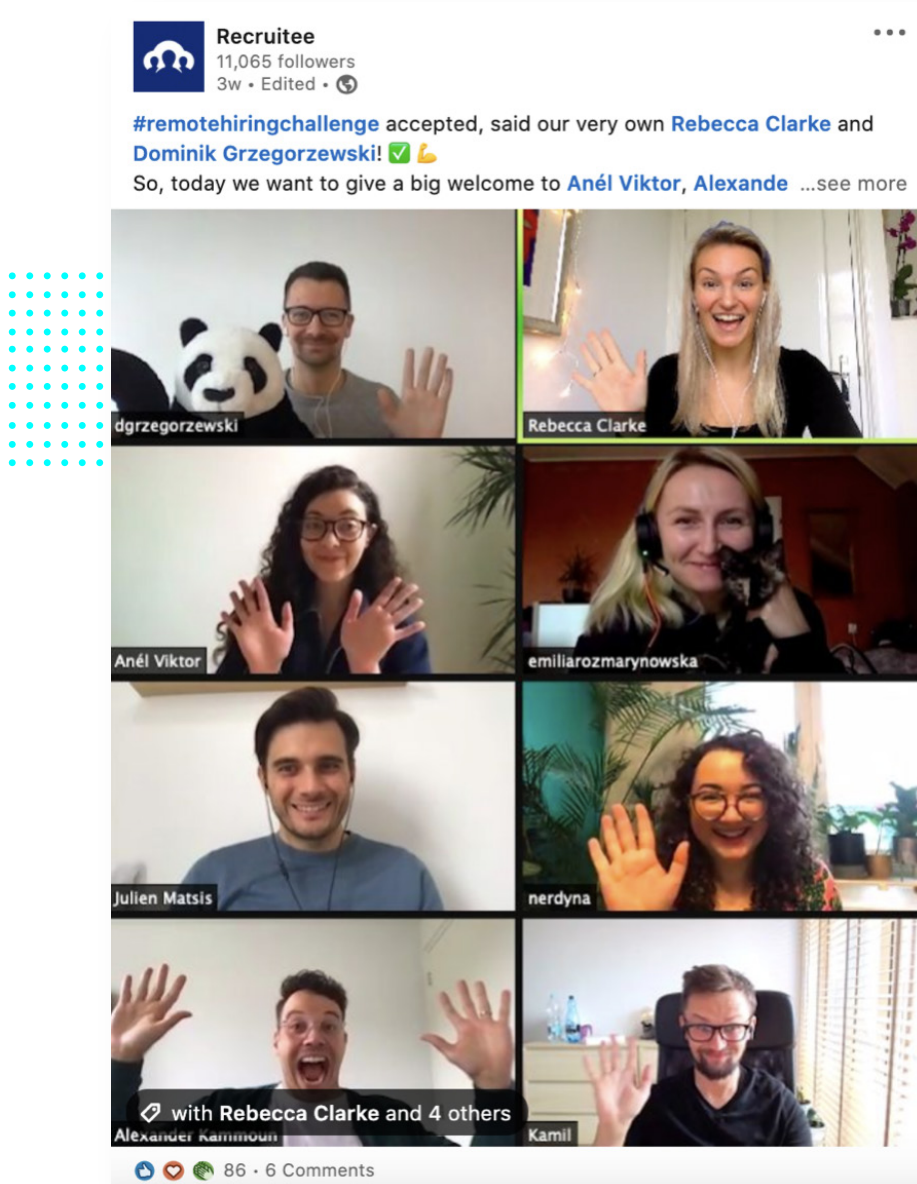 Recruitee
11,065 followers
3w • Edited •
#remotehiringchallenge accepted, said our very own Rebecca Clarke and
Dominik Grzegorzewski! ✅ 💪
So, today we want to give a big welcome to Anél Viktor, Alexande ...see more
dgrzegorzewski
Rebecca Clarke
Anél Viktor
emiliarozmarynowska
Julien Matsis
nerdyna
with Rebecca Clarke and 4 others
Alexander Kammoun
Kamil
86 · 6 Comments